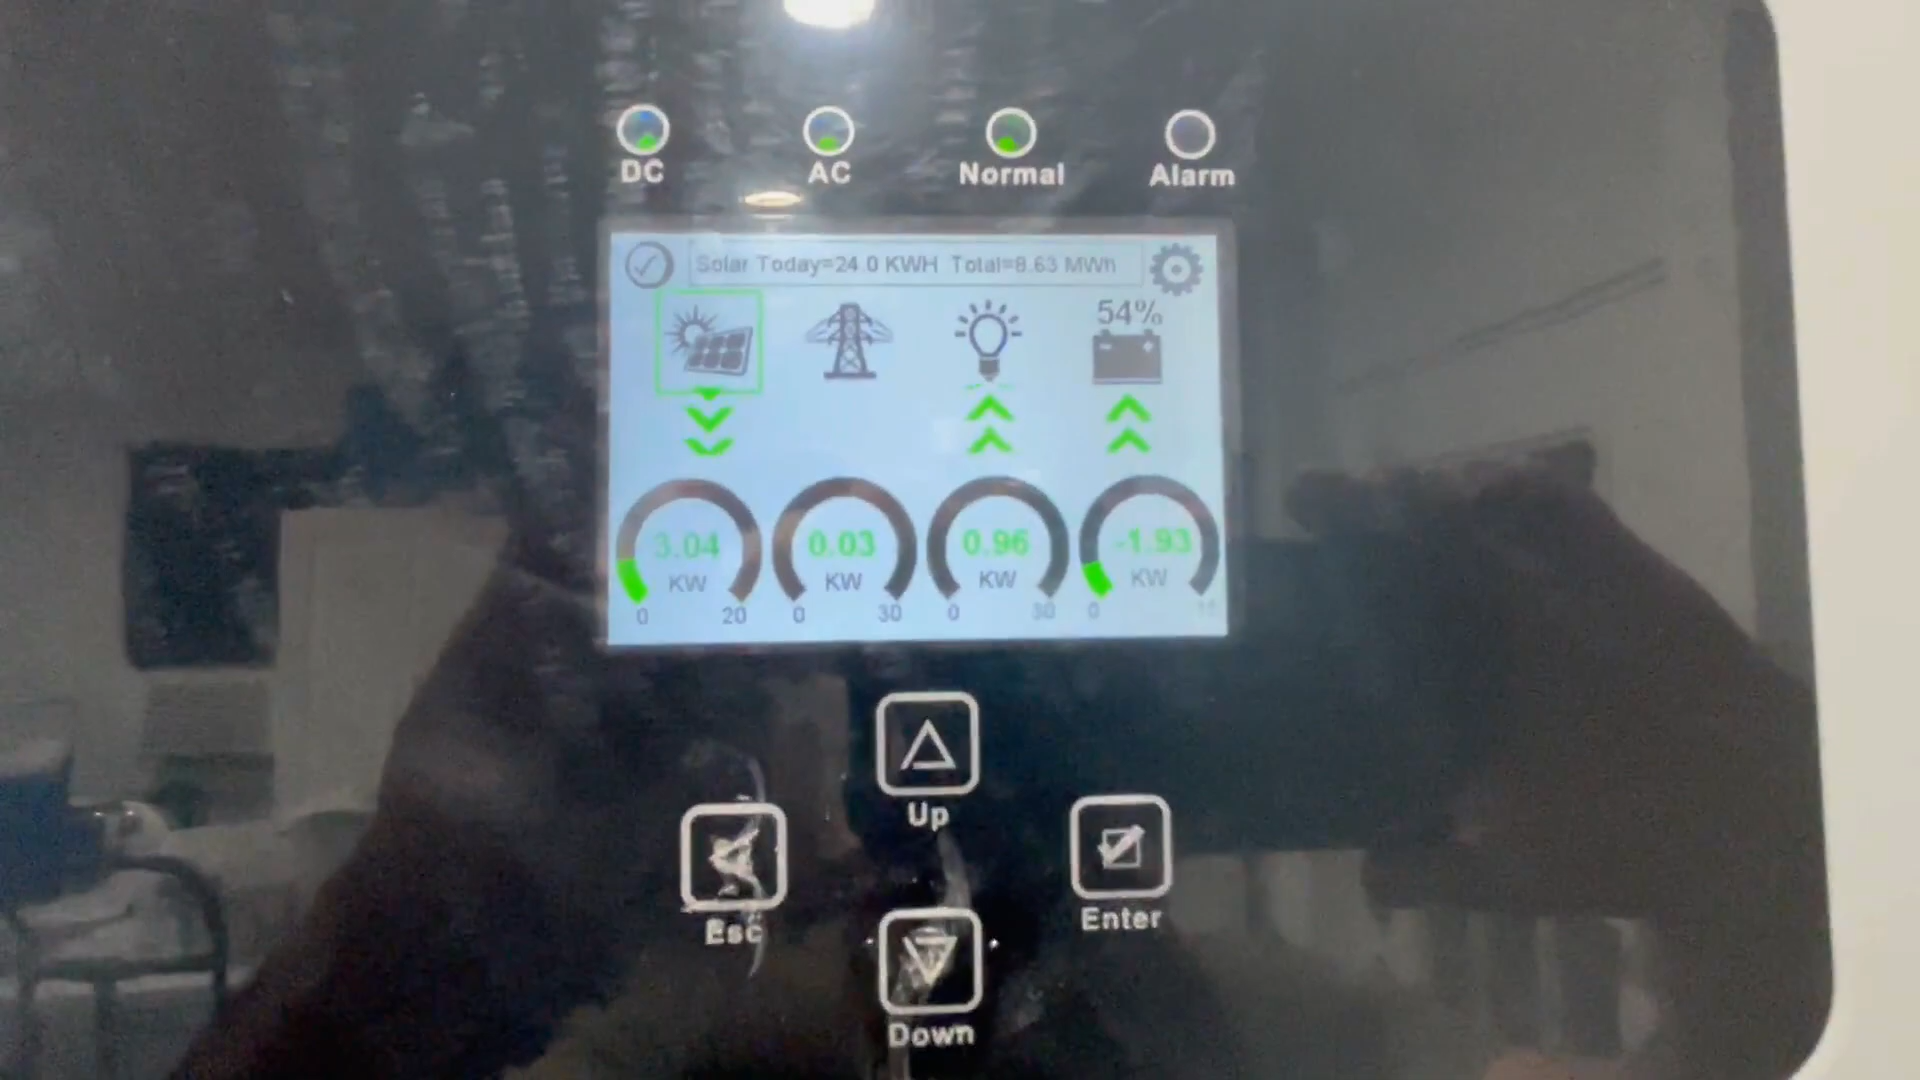 DC AC Normal Alarm
Solar Today=24.0 KWH Total=8.63 MWh
54%
3.04 0.03 0.96 -1.93
KW KW KW KW
0 20 0 30 0 30 0
Up
Esc Enter
Down